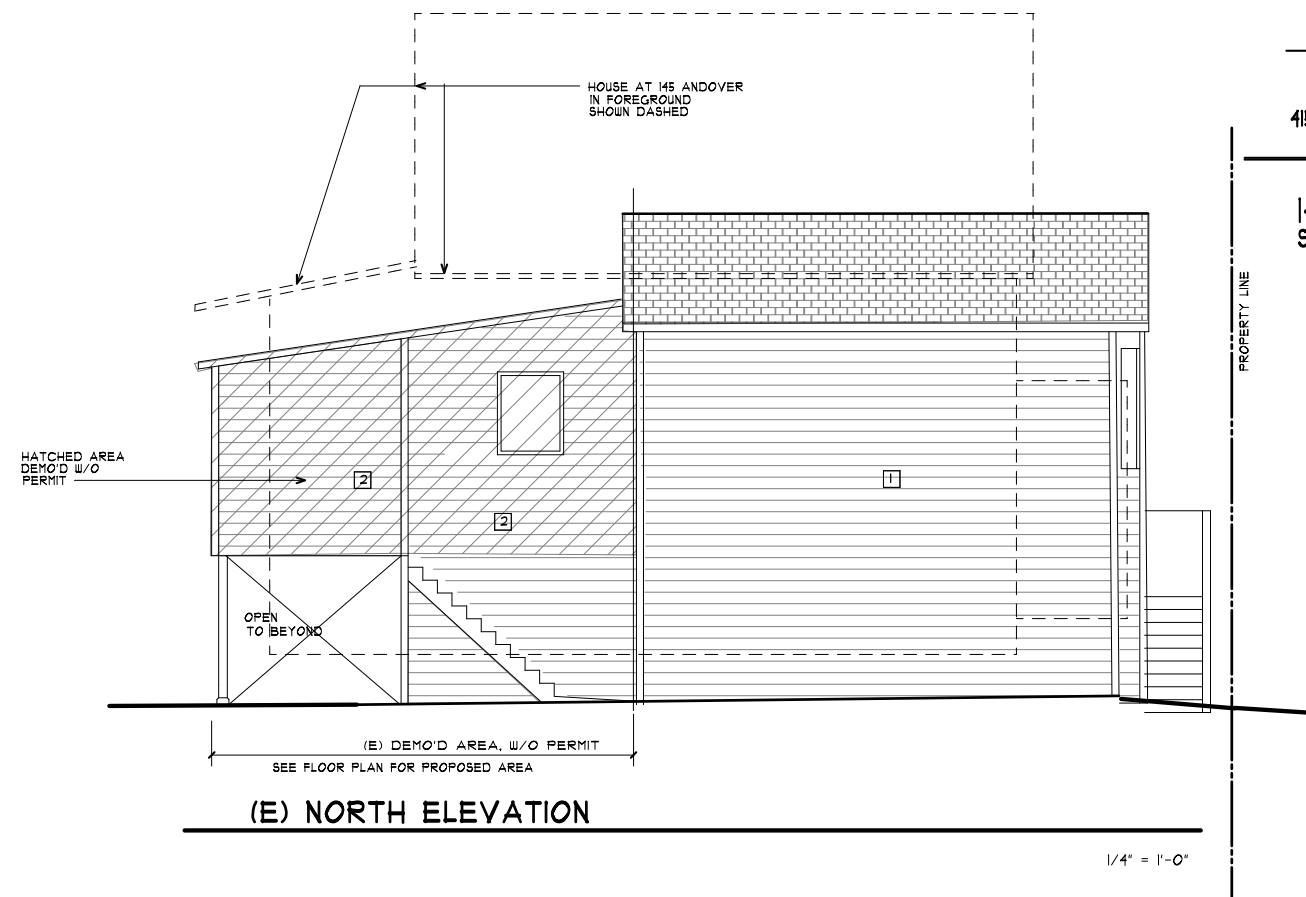 HOUSE AT 145 ANDOVER
IN FOREGROUND
SHOWN DASHED
PROPERTY LINE
HATCHED AREA
DEMO'D W/O
PERMIT
2
1
2
OPEN
TO BEYOND
(E) DEMO'D AREA, W/O PERMIT
SEE FLOOR PLAN FOR PROPOSED AREA
(E) NORTH ELEVATION
1/4" = 1'-0"